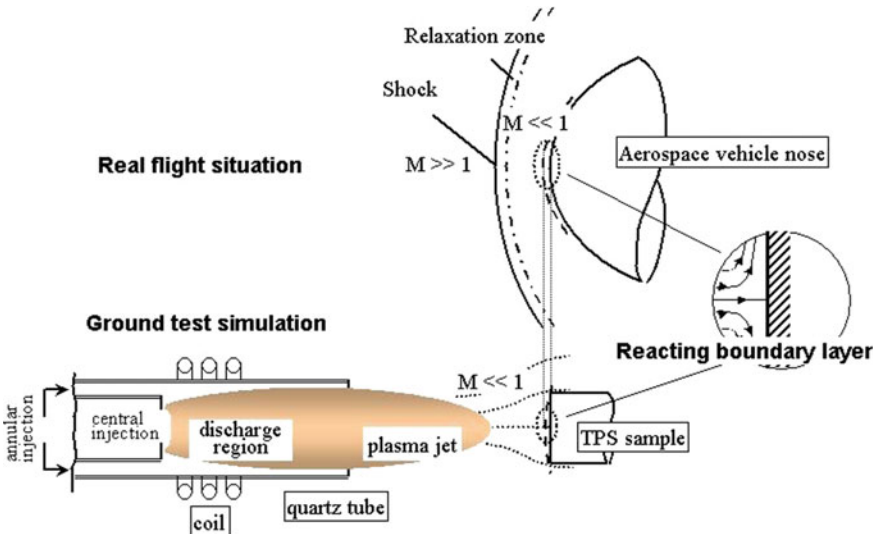 Relaxation zone
Shock
M << 1
M >> 1
Aerospace vehicle nose
Real flight situation
Ground test simulation
Reacting boundary layer
M << 1
annular
injection
central
injection
discharge
region
plasma jet
TPS sample
quartz tube
coil